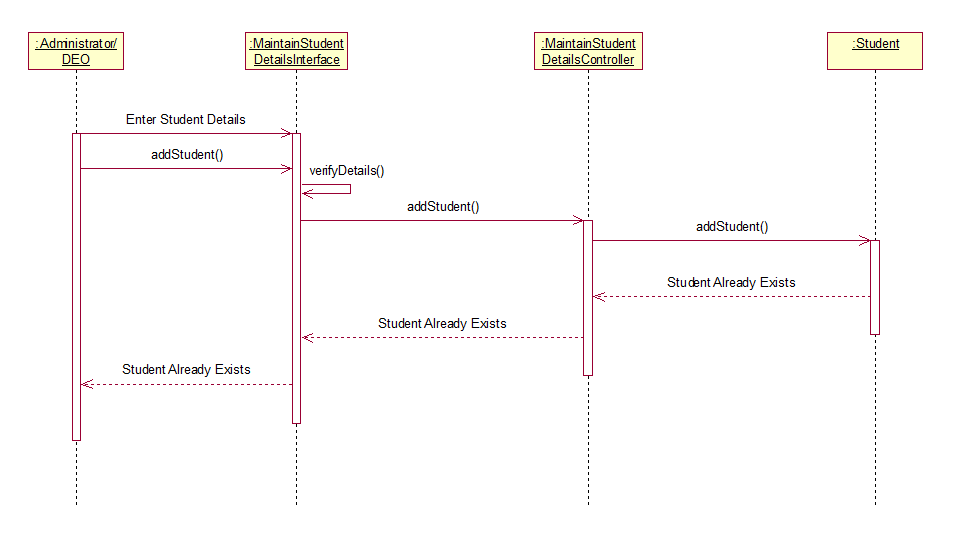 :Administrator/
DEO
:MaintainStudent
DetailsInterface
:MaintainStudent
DetailsController
:Student
Enter Student Details
addStudent()
verifyDetails()
addStudent()
addStudent()
Student Already Exists
Student Already Exists
Student Already Exists